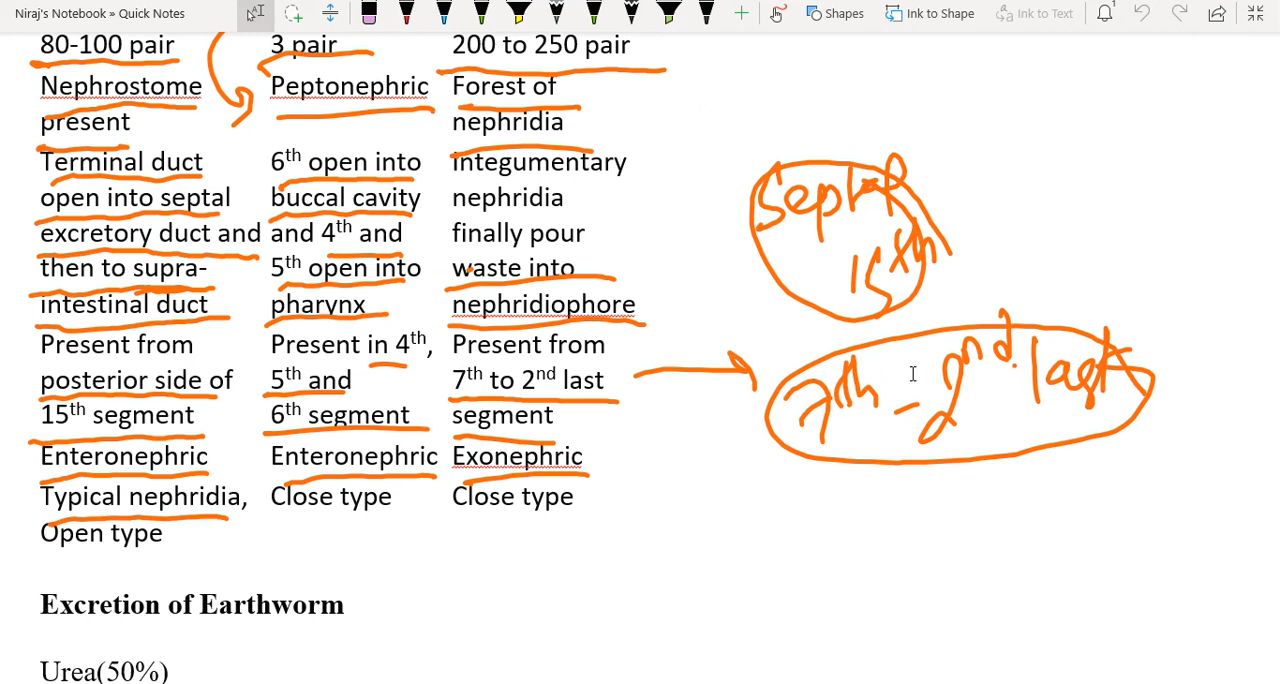 Niraj's Notebook » Quick Notes
Shapes
Ink to Shape
Ink to Text
80-100 pair 3 pair 200 to 250 pair
Nephrostome Peptonephric Forest of
present nephridia
Terminal duct 6th open into Integumentary
open into septal buccal cavity nephridia
excretory duct and and 4th and finally pour
then to supra- 5th open into waste into
intestinal duct pharynx nephridiophore
Present from Present in 4th, Present from
posterior side of 5th and 7th to 2nd last
15th segment 6th segment segment
Enteronephric Enteronephric Exonephric
Typical nephridia, Close type Close type
Open type
Septal
15th
7th - 2nd last
Excretion of Earthworm
Urea(50%)